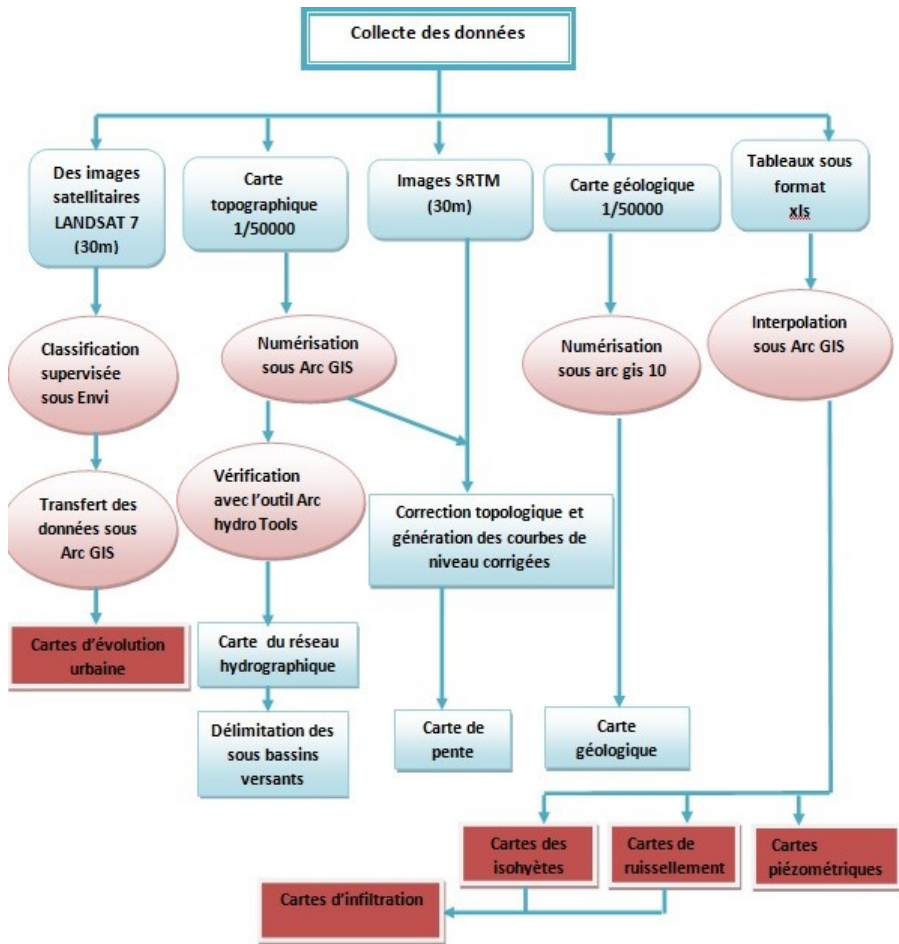 Collecte des données
Des images
satellitaires
LANDSAT 7
(30m)
Carte
topographique
1/50000
Images SRTM
(30m)
Carte géologique
1/50000
Tableaux sous
format
xls
Classification
supervisée
sous Envi
Numérisation
sous Arc GIS
Numérisation
sous arc gis 10
Interpolation
sous Arc GIS
Transfert des
données sous
Arc GIS
Vérification
avec l'outil Arc
hydro Tools
Correction topologique et
génération des courbes de
niveau corrigées
Cartes d'évolution
urbaine
Carte du réseau
hydrographique
Délimitation des
sous bassins
versants
Carte de
pente
Carte
géologique
Cartes des
isohyètes
Cartes de
ruissellement
Cartes
piézométriques
Cartes d'infiltration